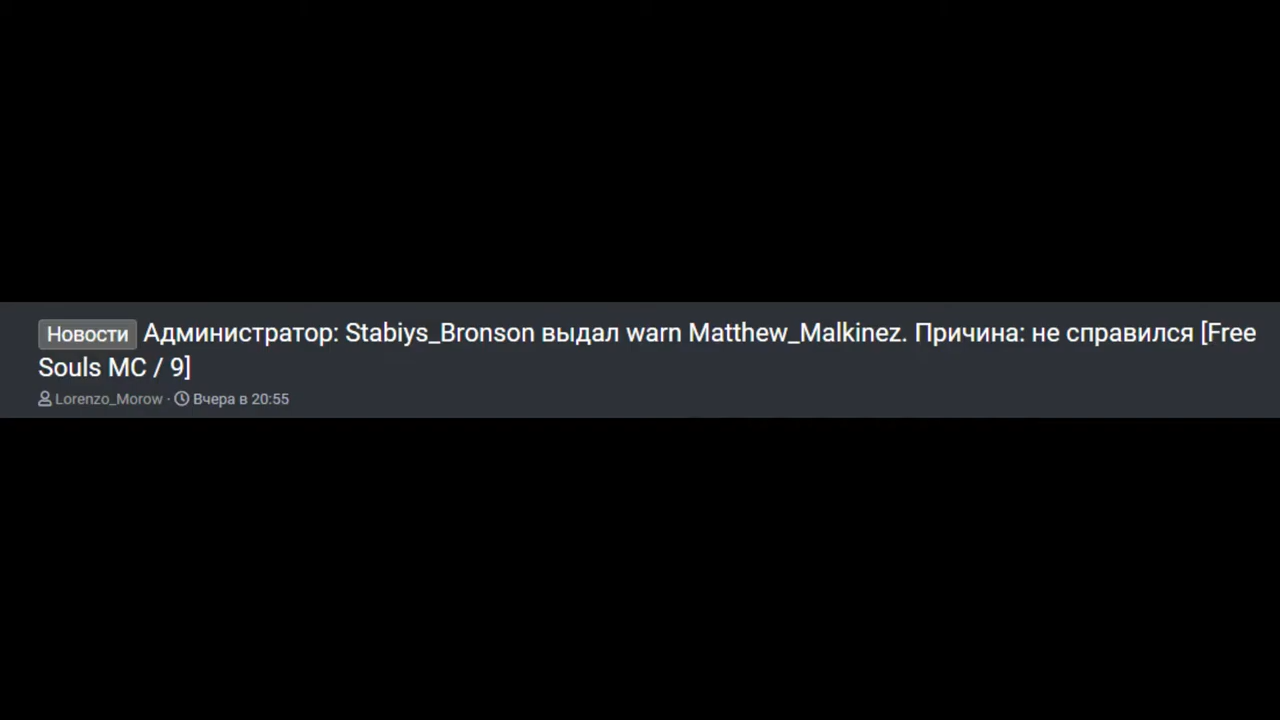 Новости Администратор: Stabiys_Bronson выдал warn Matthew_Malkinez. Причина: не справился [Free
Souls MC / 9]
Lorenzo_Morow · Вчера в 20:55